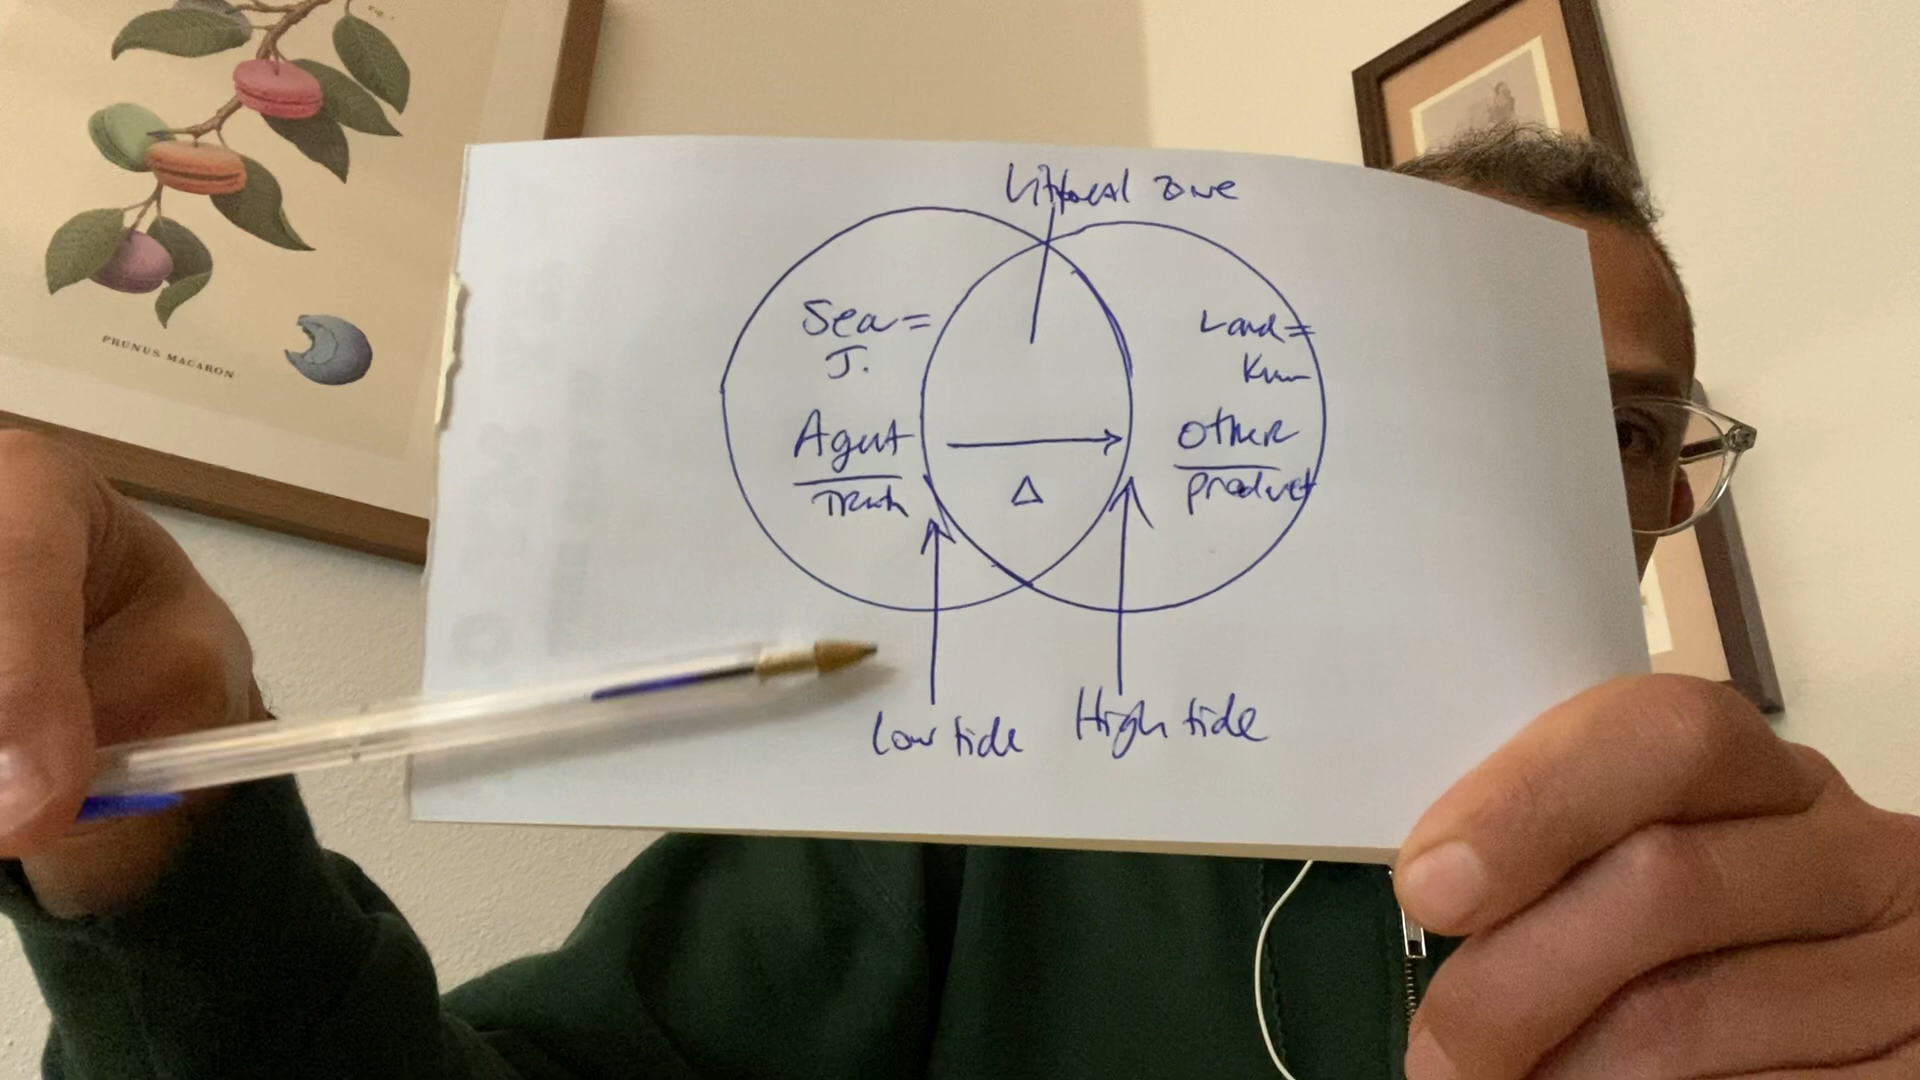 PRUNUS MACARON
Littoral zone
Sea =
J.
Agent
Truth
Δ
Land =
Other
product
Low tide
High tide